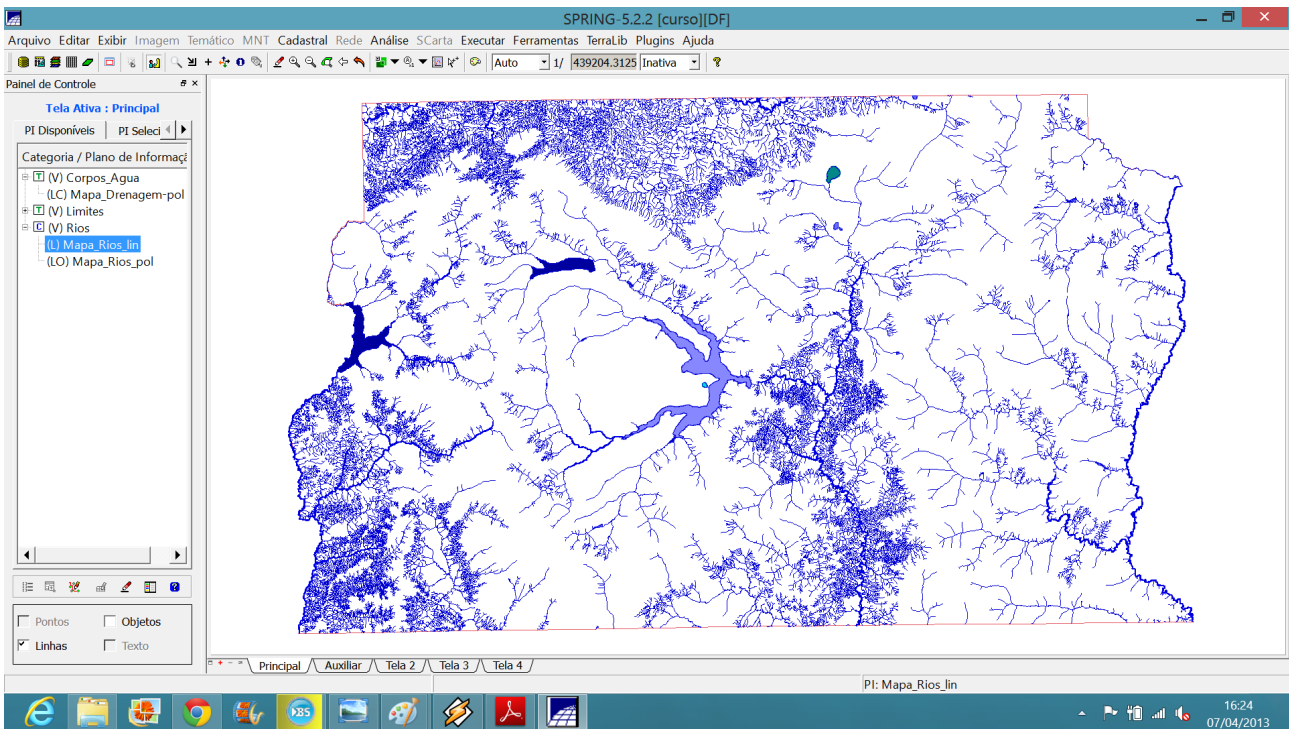 SPRING-5.2.2 [curso][DF]
Arquivo Editar Exibir Imagem Temático MNT Cadastral Rede Análise SCarta Executar Ferramentas TerraLib Plugins Ajuda
Auto 1/ 439204.3125 Inativa
Painel de Controle
Tela Ativa : Principal
PI Disponíveis PI Seleci
Categoria / Plano de Informaçã
T (V) Corpos_Agua
(LC) Mapa_Drenagem-pol
T (V) Limites
C (V) Rios
(L) Mapa_Rios_lin
(LO) Mapa_Rios_pol
Pontos Objetos
Linhas Texto
Principal Auxiliar Tela 2 Tela 3 Tela 4
PI: Mapa_Rios_lin
BS
16:24
07/04/2013